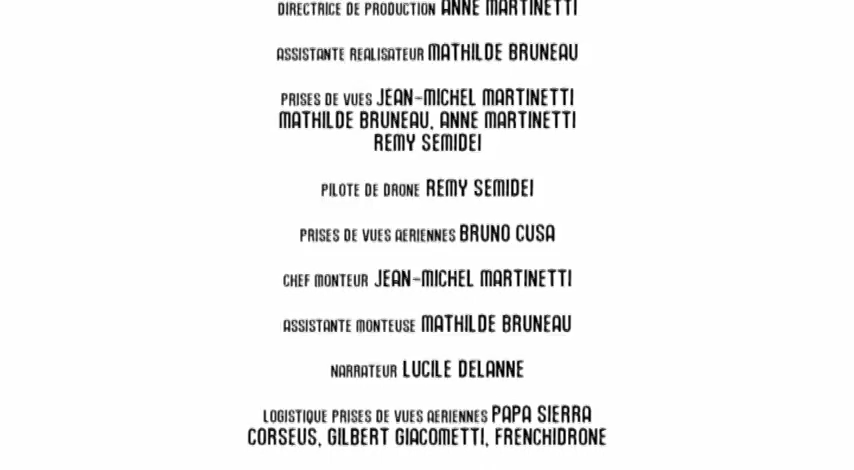 DIRECTRICE DE PRODUCTION ANNE MARTINETTI
ASSISTANTE REALISATEUR MATHILDE BRUNEAU
PRISES DE VUES JEAN-MICHEL MARTINETTI
MATHILDE BRUNEAU, ANNE MARTINETTI
REMY SEMIDEI
PILOTE DE DRONE REMY SEMIDEI
PRISES DE VUES AERIENNES BRUNO CUSA
CHEF MONTEUR JEAN-MICHEL MARTINETTI
ASSISTANTE MONTEUSE MATHILDE BRUNEAU
NARRATEUR LUCILE DELANNE
LOGISTIQUE PRISES DE VUES AERIENNES PAPA SIERRA
CORSEUS, GILBERT GIACOMETTI, FRENCHIDRONE